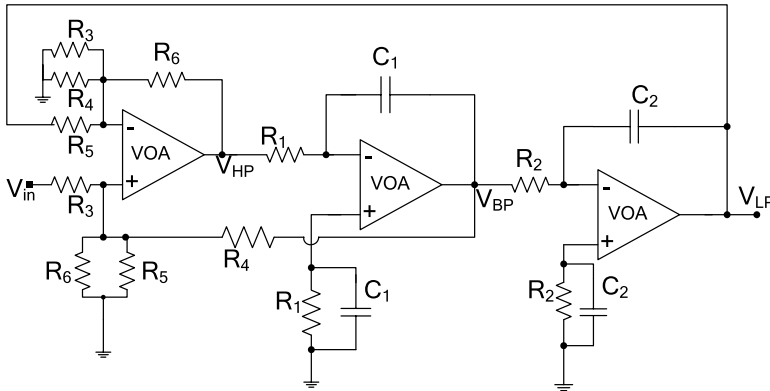 R3
R6
C1
R4
C2
R5
-
VOA
R1
-
R2
-
VHP
VOA
VBP
VOA
VLP
Vin
R3
+
+
+
R6
R5
R4
R1
C1
R2
C2